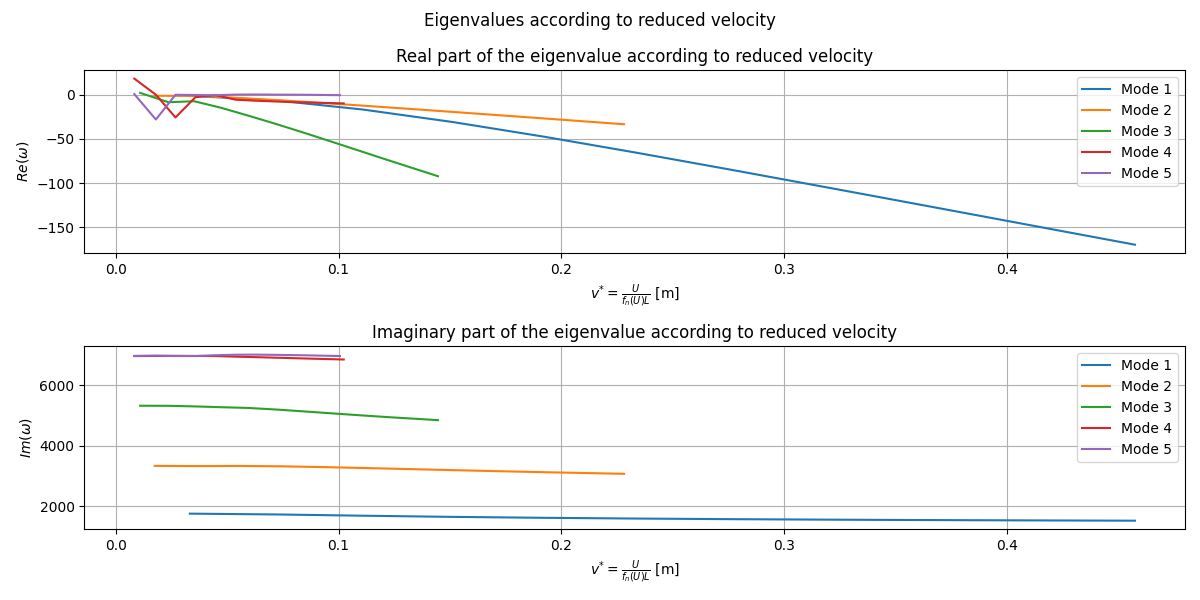 Eigenvalues according to reduced velocity
Real part of the eigenvalue according to reduced velocity
Re(ω)
0
−50
−100
−150
0.0 0.1 0.2 0.3 0.4
v* = U/(fₙ(U)L) [m]
Mode 1
Mode 2
Mode 3
Mode 4
Mode 5
Imaginary part of the eigenvalue according to reduced velocity
Im(ω)
6000
4000
2000
0.0 0.1 0.2 0.3 0.4
v* = U/(fₙ(U)L) [m]
Mode 1
Mode 2
Mode 3
Mode 4
Mode 5